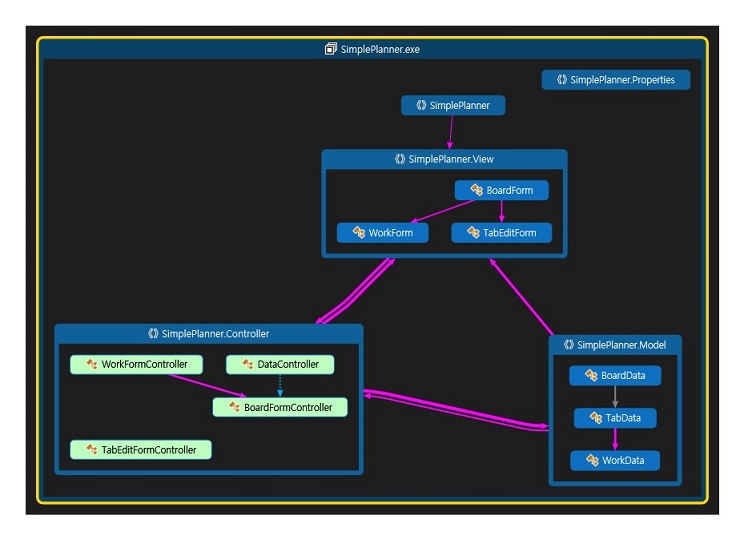 SimplePlanner.exe
SimplePlanner.Properties
SimplePlanner
SimplePlanner.View
BoardForm
WorkForm
TabEditForm
SimplePlanner.Controller
WorkFormController
DataController
BoardFormController
TabEditFormController
SimplePlanner.Model
BoardData
TabData
WorkData